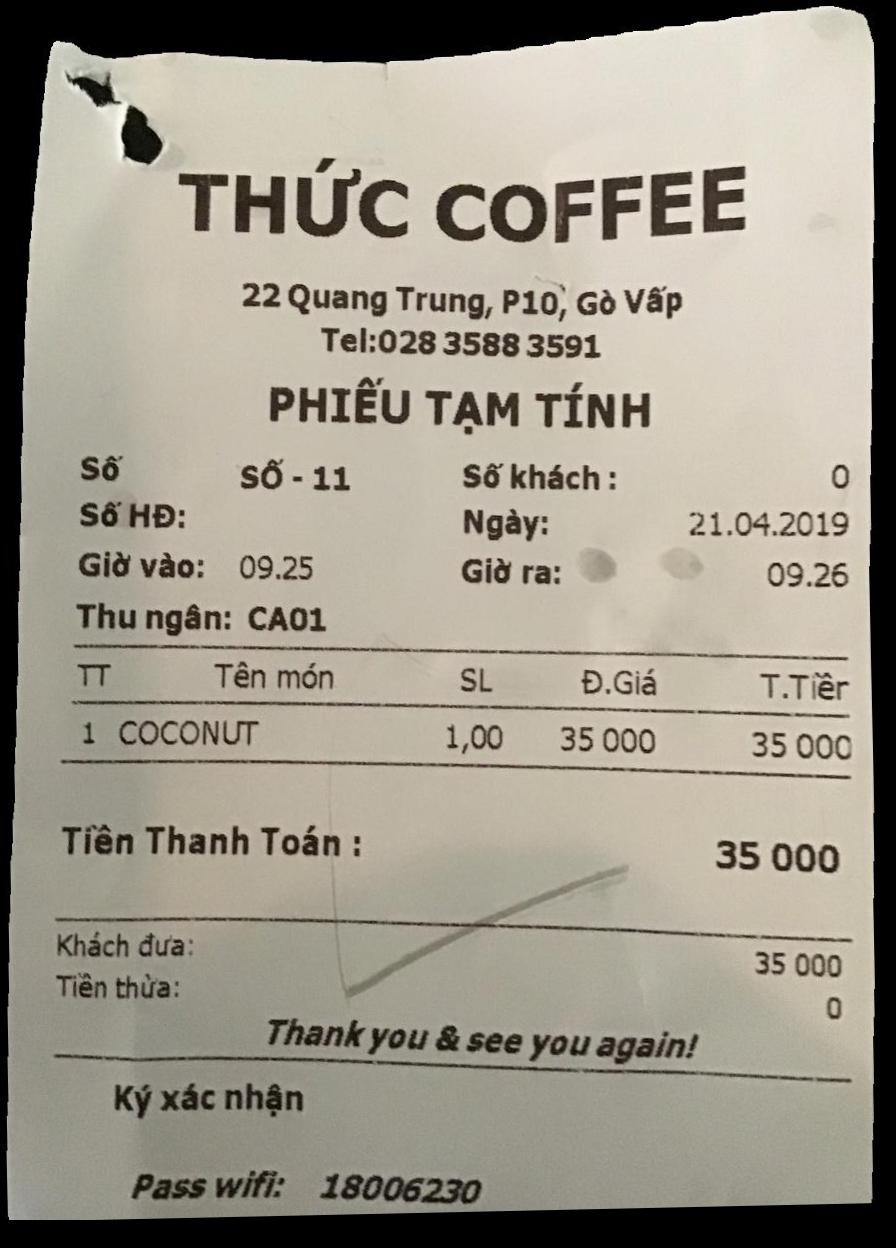 THỨC COFFEE
22 Quang Trung, P10, Gò Vấp
Tel:028 3588 3591
PHIẾU TẠM TÍNH
Số SỐ - 11 Số khách : 0
Số HĐ: Ngày: 21.04.2019
Giờ vào: 09.25 Giờ ra: 09.26
Thu ngân: CA01
TT Tên món SL Đ.Giá T.Tiền
1 COCONUT 1,00 35 000 35 000
Tiền Thanh Toán : 35 000
Khách đưa: 35 000
Tiền thừa: 0
Thank you & see you again!
Ký xác nhận
Pass wifi: 18006230